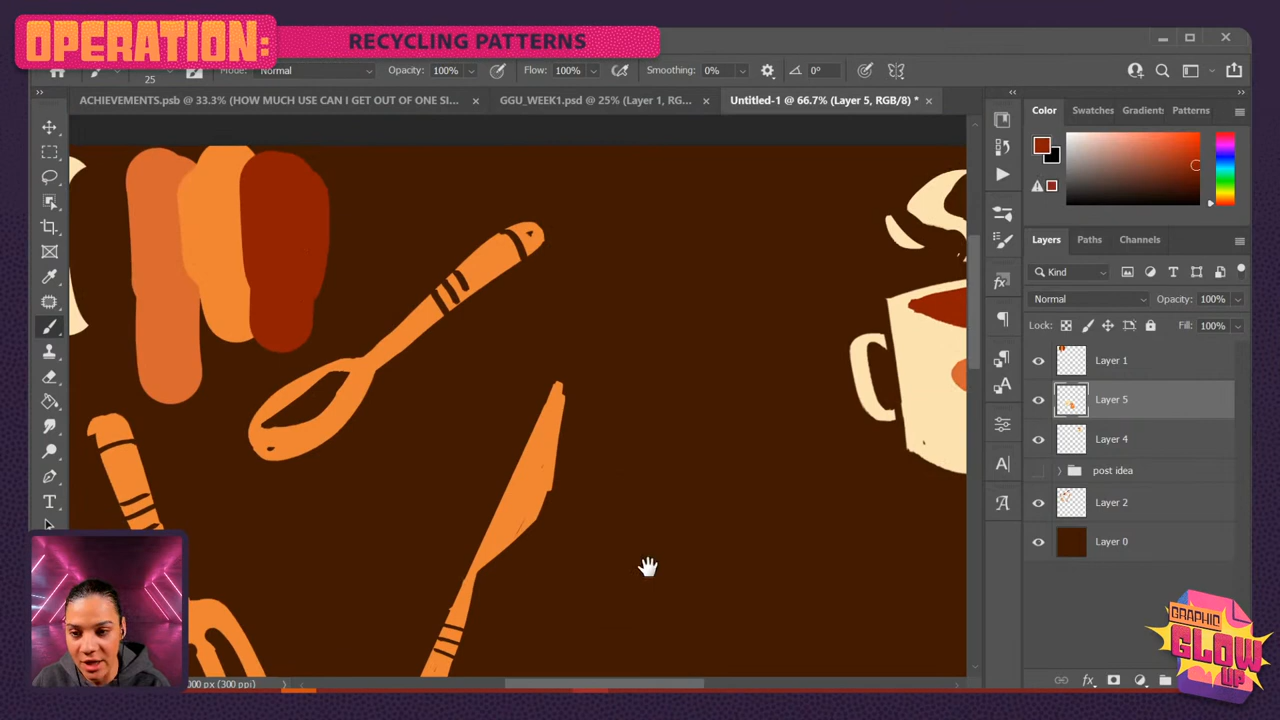 OPERATION:
RECYCLING PATTERNS
25
Mode: Normal
Opacity: 100%
Flow: 100%
Smoothing: 0%
0°
ACHIEVEMENTS.psb @ 33.3% (HOW MUCH USE CAN I GET OUT OF ONE SI...
GGU_WEEK1.psd @ 25% (Layer 1, RG...
Untitled-1 @ 66.7% (Layer 5, RGB/8) *
Color
Swatches
Gradient:
Patterns
Layers
Paths
Channels
Kind
Normal
Opacity: 100%
Lock:
Fill: 100%
Layer 1
Layer 5
Layer 4
post idea
Layer 2
Layer 0
000 px (300 ppi)
GRAPHIC
GLOW
UP